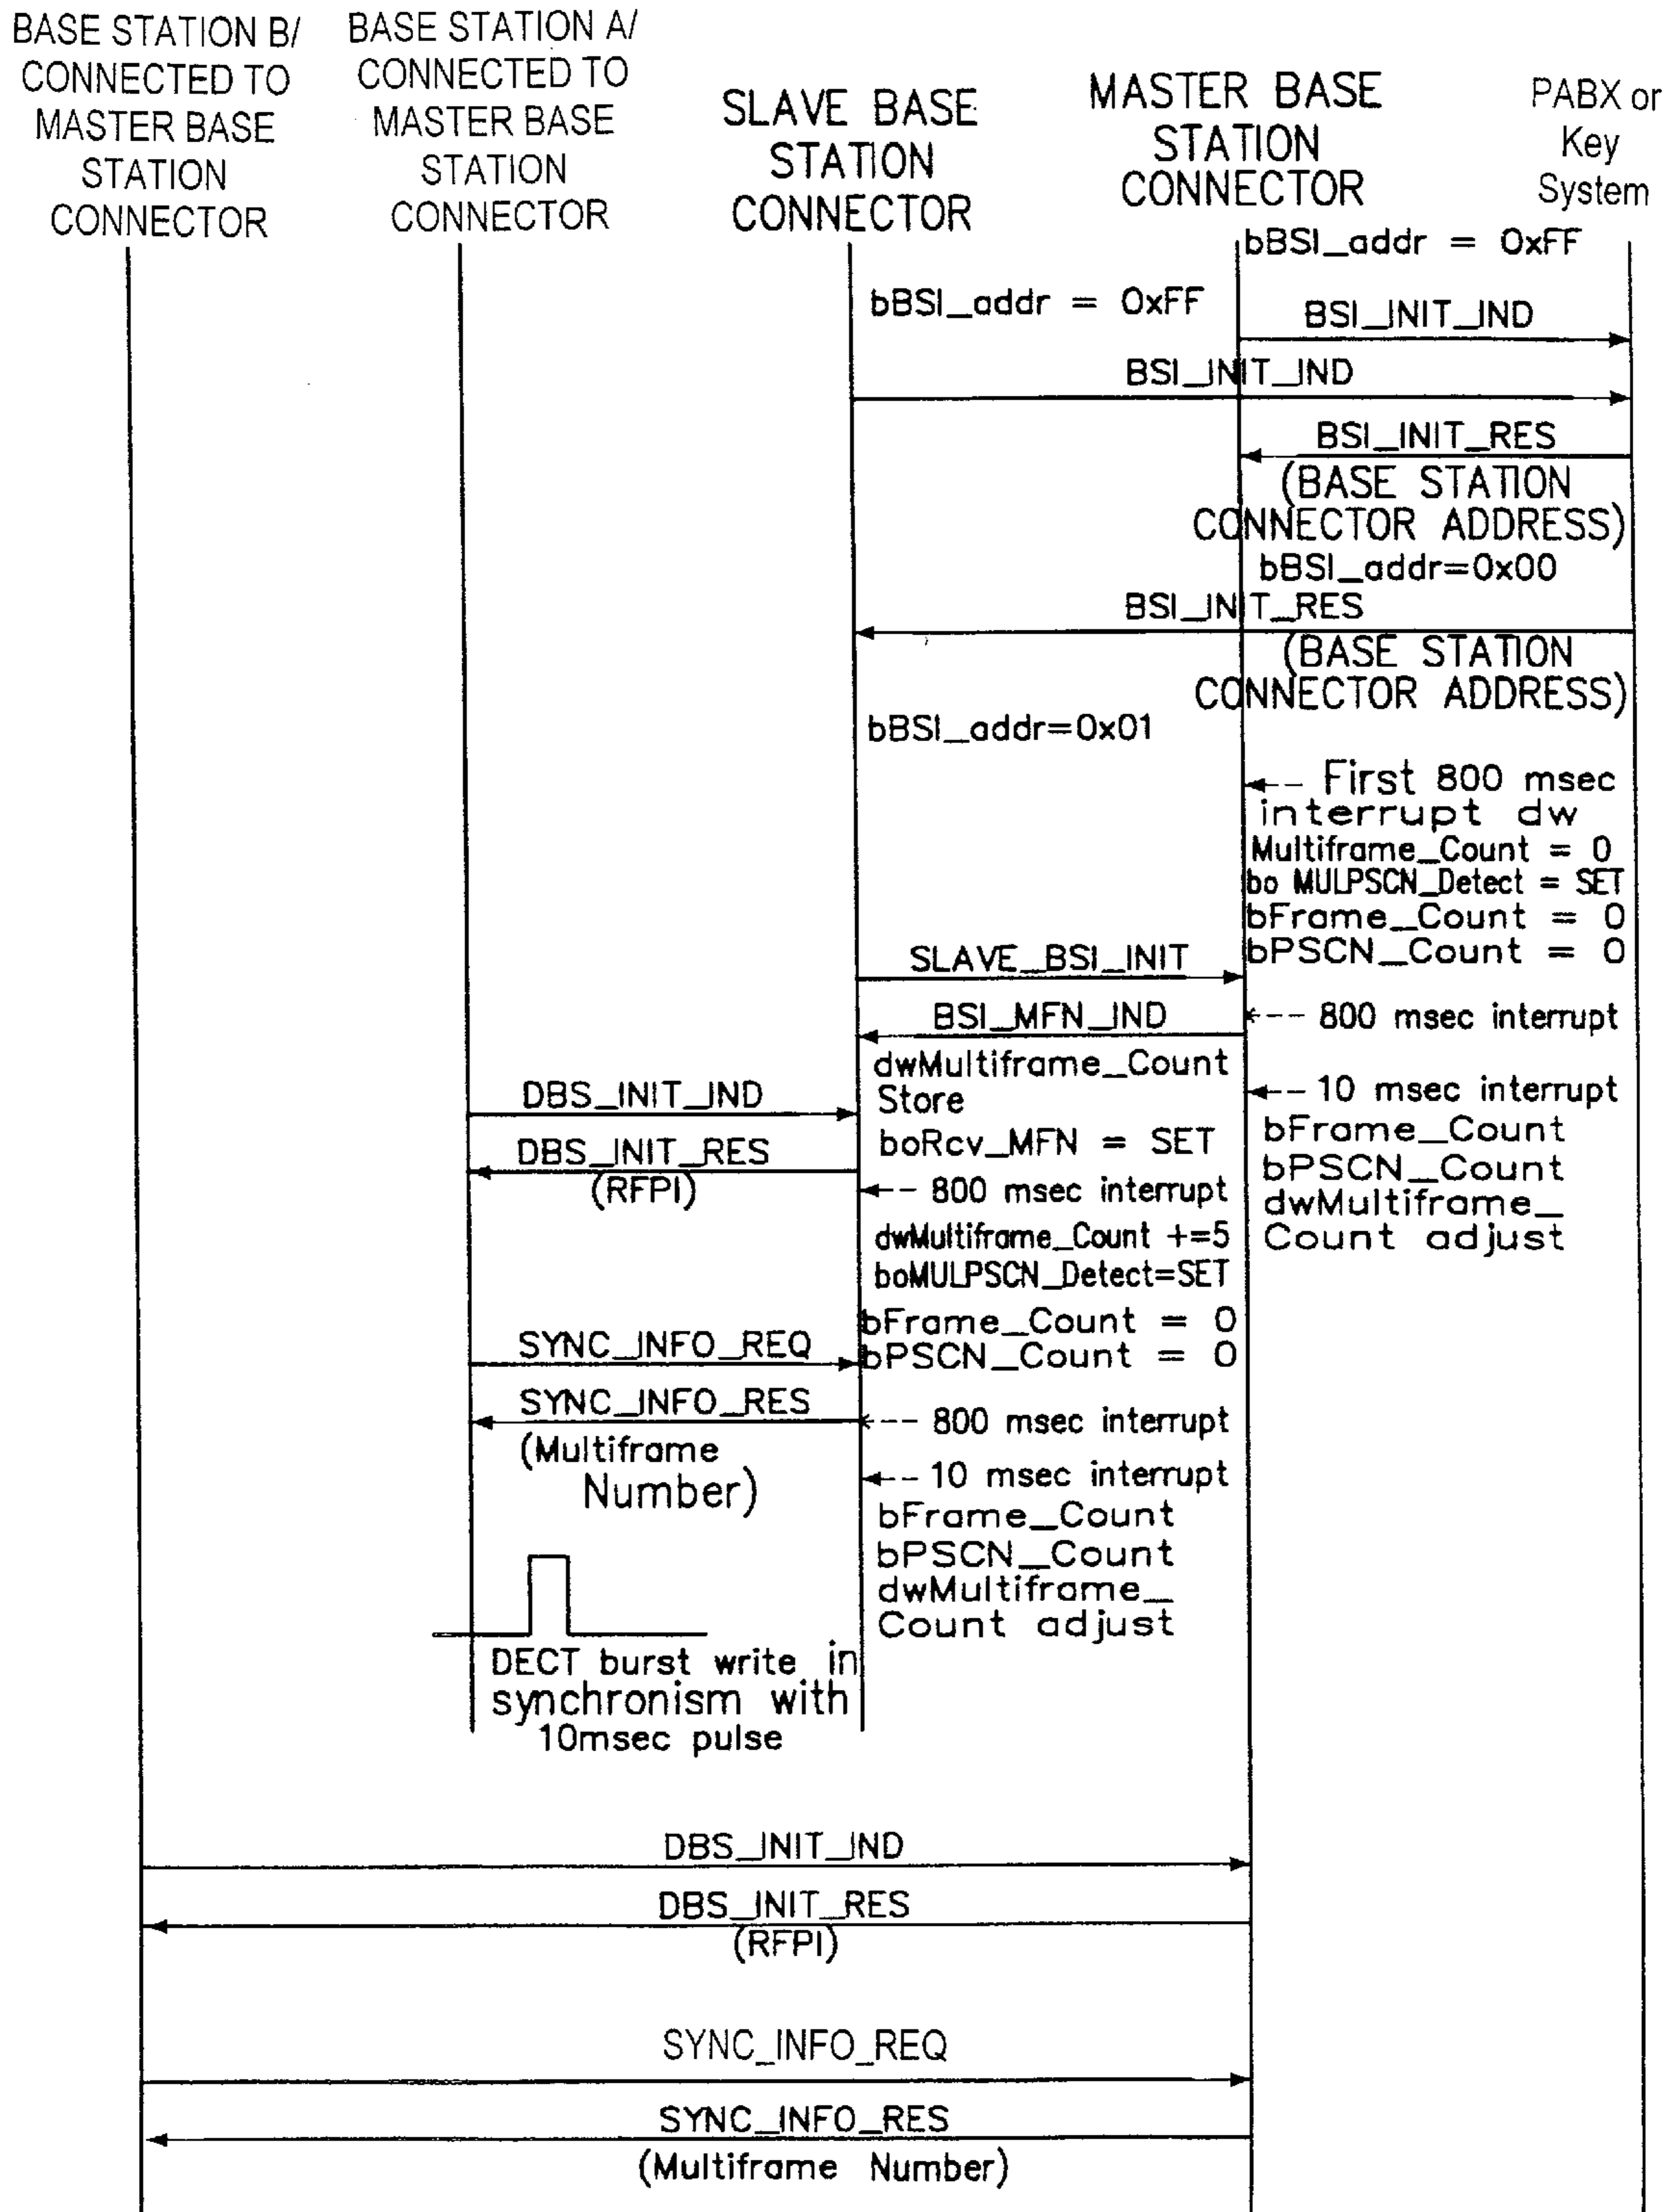 BASE STATION B/
CONNECTED TO
MASTER BASE
STATION
CONNECTOR
BASE STATION A/
CONNECTED TO
MASTER BASE
STATION
CONNECTOR
SLAVE BASE
STATION
CONNECTOR
MASTER BASE
STATION
CONNECTOR
PABX or
Key
System
bBSI_addr = 0xFF
bBSI_addr = 0xFF
BSI_INIT_IND
BSI_INIT_IND
BSI_INIT_RES
(BASE STATION
CONNECTOR ADDRESS)
bBSI_addr=0x00
BSI_INIT_RES
(BASE STATION
CONNECTOR ADDRESS)
bBSI_addr=0x01
First 800 msec
interrupt dw
Multiframe_Count = 0
bo MULPSCN_Detect = SET
bFrame_Count = 0
bPSCN_Count = 0
SLAVE_BSI_INIT
BSI_MFN_IND
800 msec interrupt
dwMultiframe_Count
Store
10 msec interrupt
DBS_INIT_IND
boRcv_MFN = SET
bFrame_Count
DBS_INIT_RES
(RFPI)
bPSCN_Count
800 msec interrupt
dwMultiframe_
Count adjust
dwMultiframe_Count +=5
boMULPSCN_Detect=SET
bFrame_Count = 0
SYNC_INFO_REQ
bPSCN_Count = 0
SYNC_INFO_RES
(Multiframe
Number)
800 msec interrupt
10 msec interrupt
bFrame_Count
bPSCN_Count
dwMultiframe_
Count adjust
DECT burst write in
synchronism with
10msec pulse
DBS_INIT_IND
DBS_INIT_RES
(RFPI)
SYNC_INFO_REQ
SYNC_INFO_RES
(Multiframe Number)